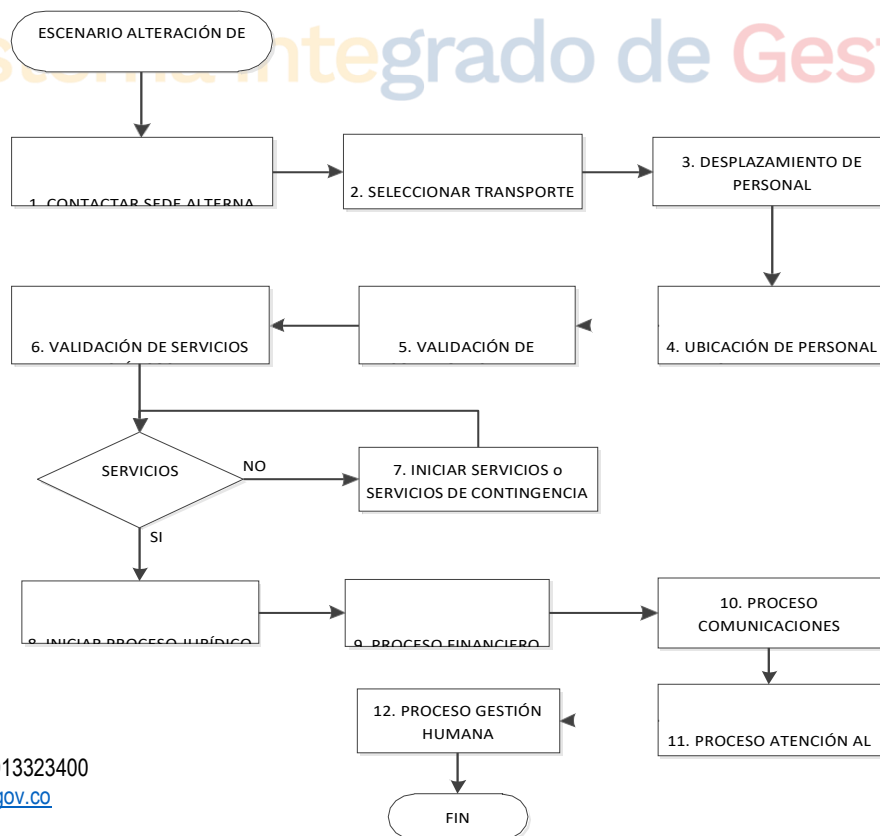 ESCENARIO ALTERACIÓN DE
integrado de Gest
1. CONTACTAR SEDE ALTERNA
2. SELECCIONAR TRANSPORTE
3. DESPLAZAMIENTO DE
PERSONAL
6. VALIDACIÓN DE SERVICIOS
5. VALIDACIÓN DE
4. UBICACIÓN DE PERSONAL
SERVICIOS
NO
7. INICIAR SERVICIOS o
SERVICIOS DE CONTINGENCIA
SI
8. INICIAR PROCESO JURÍDICO
9. PROCESO FINANCIERO
10. PROCESO
COMUNICACIONES
12. PROCESO GESTIÓN
HUMANA
11. PROCESO ATENCIÓN AL
13323400
gov.co
FIN